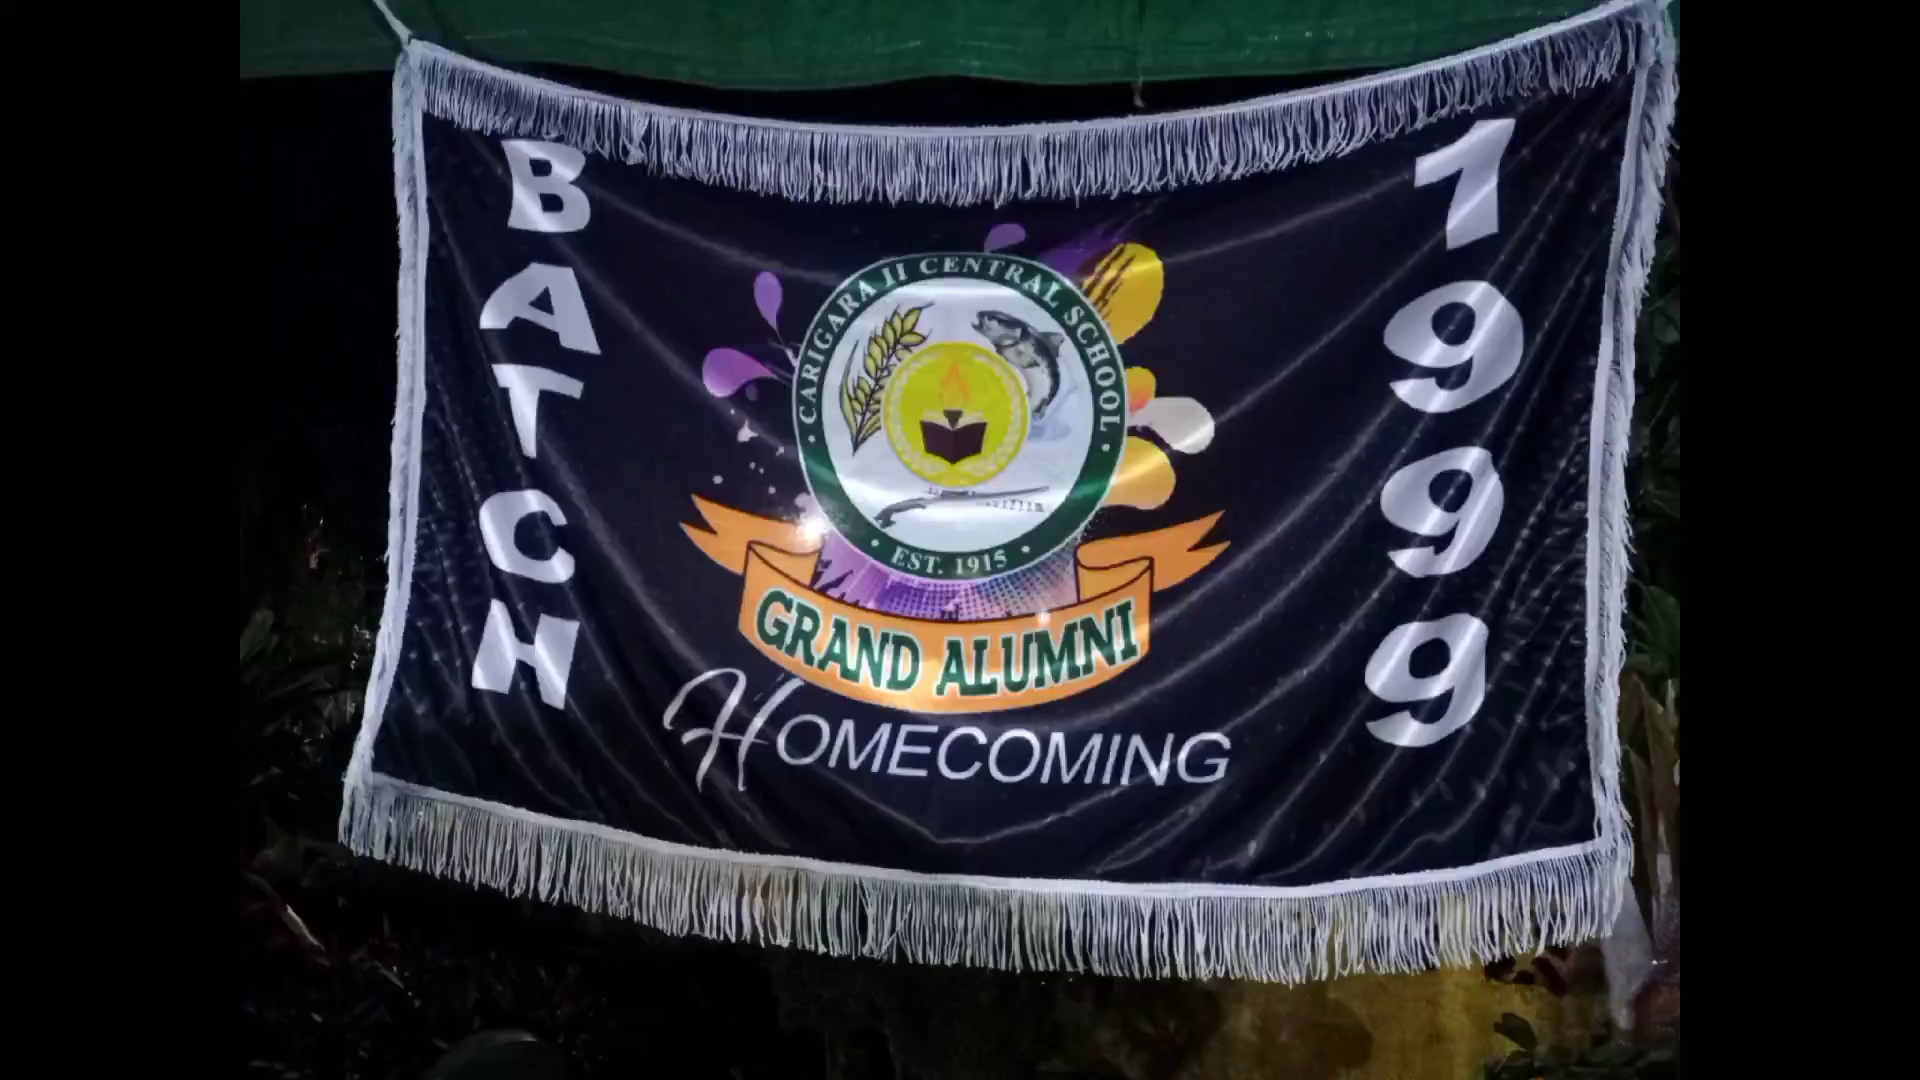 BATCH
CARIGARA II CENTRAL SCHOOL
EST. 1915
GRAND ALUMNI
HOMECOMING
1999